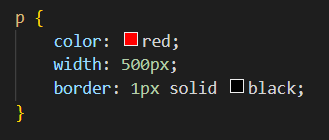 p {
    color: red;
    width: 500px;
    border: 1px solid black;
}